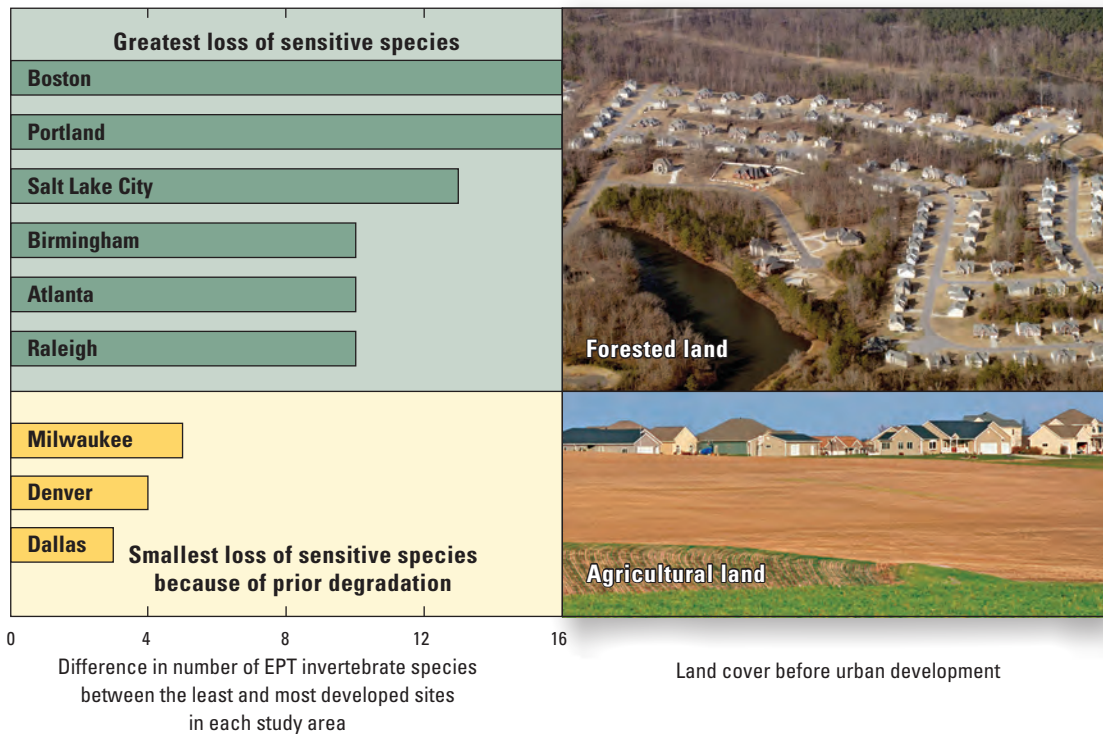 Greatest loss of sensitive species
Boston
Portland
Salt Lake City
Birmingham
Atlanta
Raleigh
Forested land
Milwaukee
Denver
Dallas
Smallest loss of sensitive species
because of prior degradation
Agricultural land
0 4 8 12 16
Difference in number of EPT invertebrate species
between the least and most developed sites
in each study area
Land cover before urban development